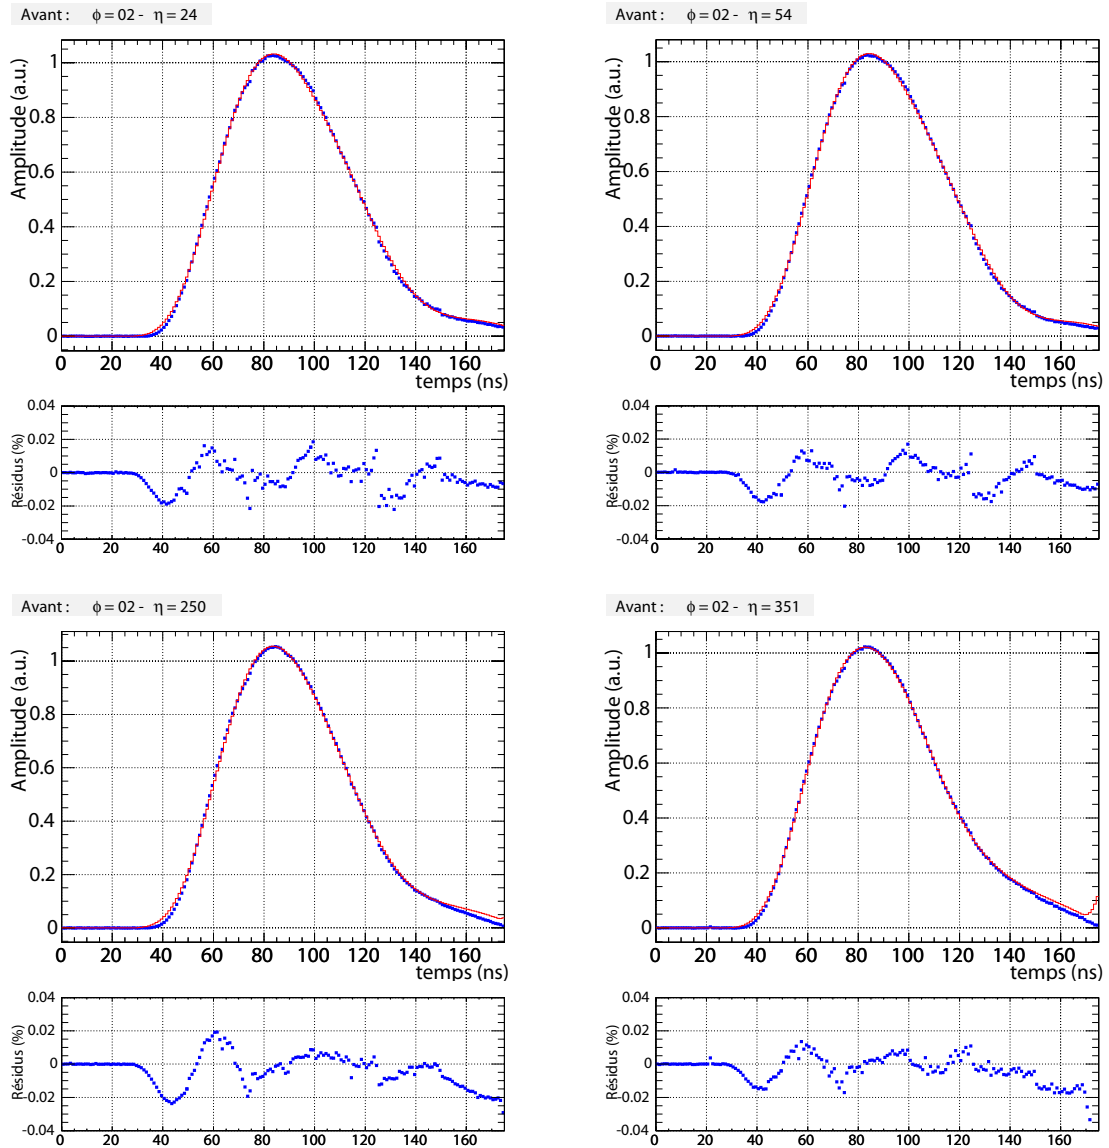 Avant : ϕ = 02 - η = 24
Amplitude (a.u.)
1
0.8
0.6
0.4
0.2
0
0 20 40 60 80 100 120 140 160
temps (ns)
Résidus (%)
0.04
0.02
0
-0.02
-0.04
0 20 40 60 80 100 120 140 160
Avant : ϕ = 02 - η = 54
Amplitude (a.u.)
1
0.8
0.6
0.4
0.2
0
0 20 40 60 80 100 120 140 160
temps (ns)
Résidus (%)
0.04
0.02
0
-0.02
-0.04
0 20 40 60 80 100 120 140 160
Avant : ϕ = 02 - η = 250
Amplitude (a.u.)
1
0.8
0.6
0.4
0.2
0
0 20 40 60 80 100 120 140 160
temps (ns)
Résidus (%)
0.04
0.02
0
-0.02
-0.04
0 20 40 60 80 100 120 140 160
Avant : ϕ = 02 - η = 351
Amplitude (a.u.)
1
0.8
0.6
0.4
0.2
0
0 20 40 60 80 100 120 140 160
temps (ns)
Résidus (%)
0.04
0.02
0
-0.02
-0.04
0 20 40 60 80 100 120 140 160